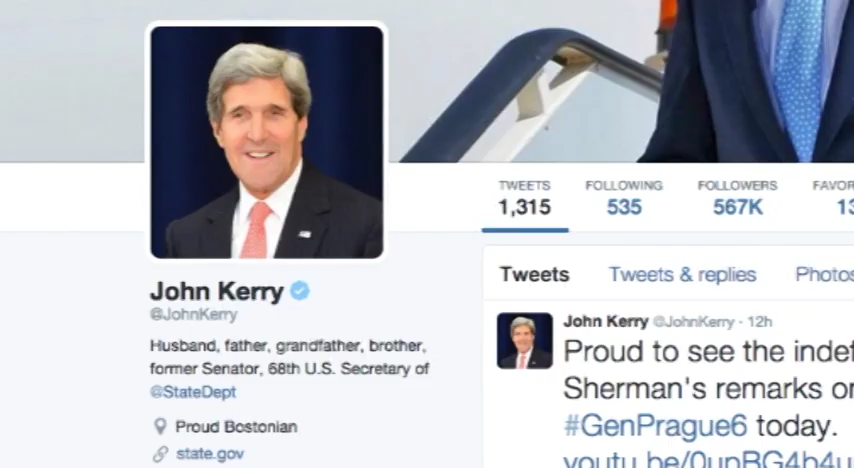 TWEETS FOLLOWING FOLLOWERS
1,315 535 567K
Tweets Tweets & replies Photos
John Kerry
@JohnKerry
Husband, father, grandfather, brother,
former Senator, 68th U.S. Secretary of
@StateDept
Proud Bostonian
state.gov
John Kerry @JohnKerry · 12h
Proud to see the
Sherman's remarks
#GenPrague6 today.